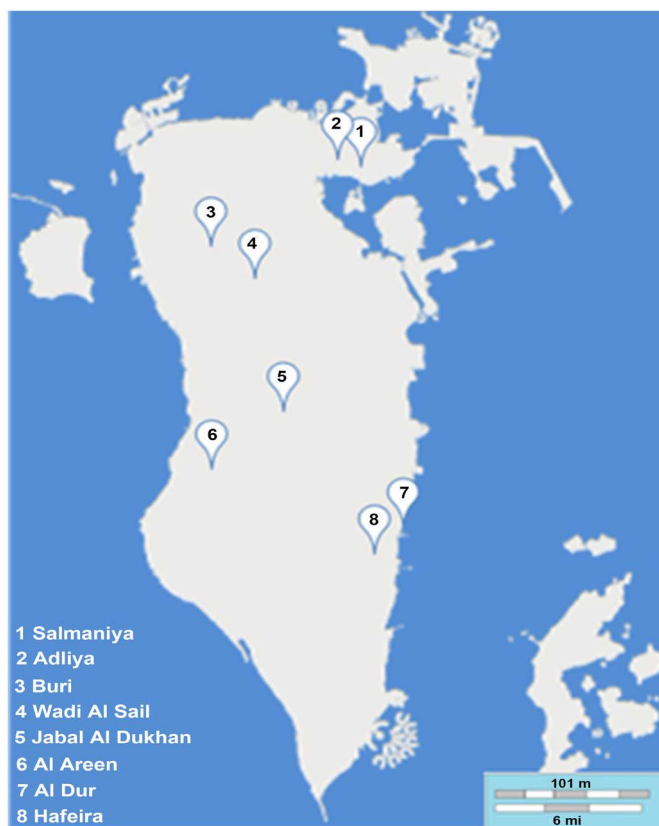 2
1
3
4
5
6
7
8
1 Salmaniya
2 Adliya
3 Buri
4 Wadi Al Sail
5 Jabal Al Dukhan
6 Al Areen
7 Al Dur
8 Hafeira
101 m
6 mi